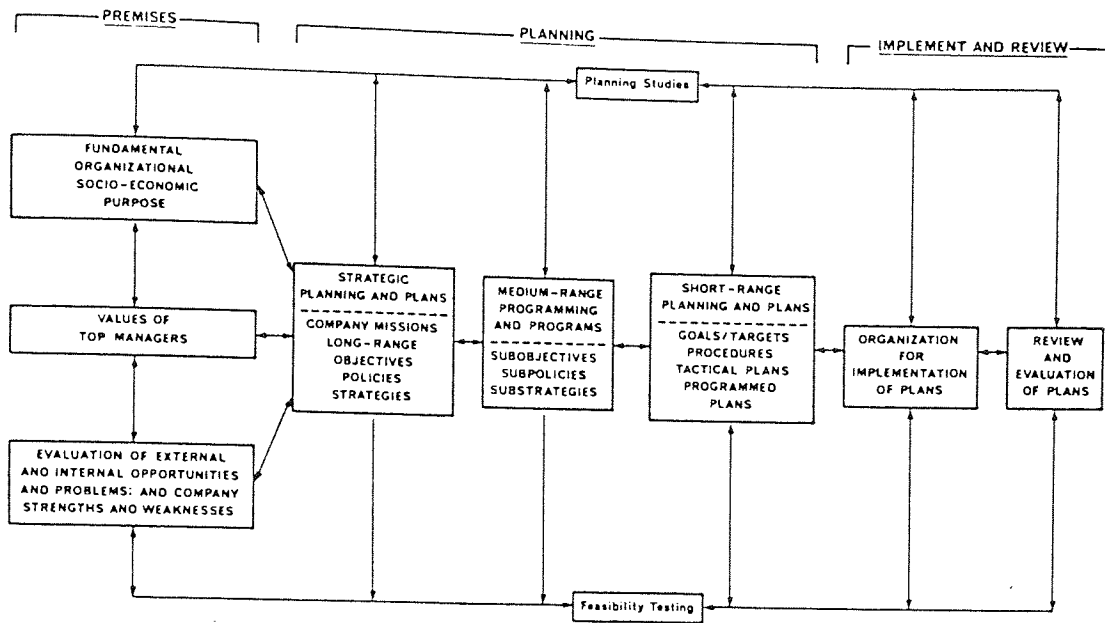 PREMISES
PLANNING
IMPLEMENT AND REVIEW
Planning Studies
FUNDAMENTAL
ORGANIZATIONAL
SOCIO-ECONOMIC
PURPOSE
VALUES OF
TOP MANAGERS
EVALUATION OF EXTERNAL
AND INTERNAL OPPORTUNITIES
AND PROBLEMS: AND COMPANY
STRENGTHS AND WEAKNESSES
STRATEGIC
PLANNING AND PLANS
COMPANY MISSIONS
LONG-RANGE
OBJECTIVES
POLICIES
STRATEGIES
MEDIUM-RANGE
PROGRAMMING
AND PROGRAMS
SUBOBJECTIVES
SUBPOLICIES
SUBSTRATEGIES
SHORT-RANGE
PLANNING AND PLANS
GOALS/TARGETS
PROCEDURES
TACTICAL PLANS
PROGRAMMED
PLANS
ORGANIZATION
FOR
IMPLEMENTATION
OF PLANS
REVIEW
AND
EVALUATION
OF PLANS
Feasibility Testing